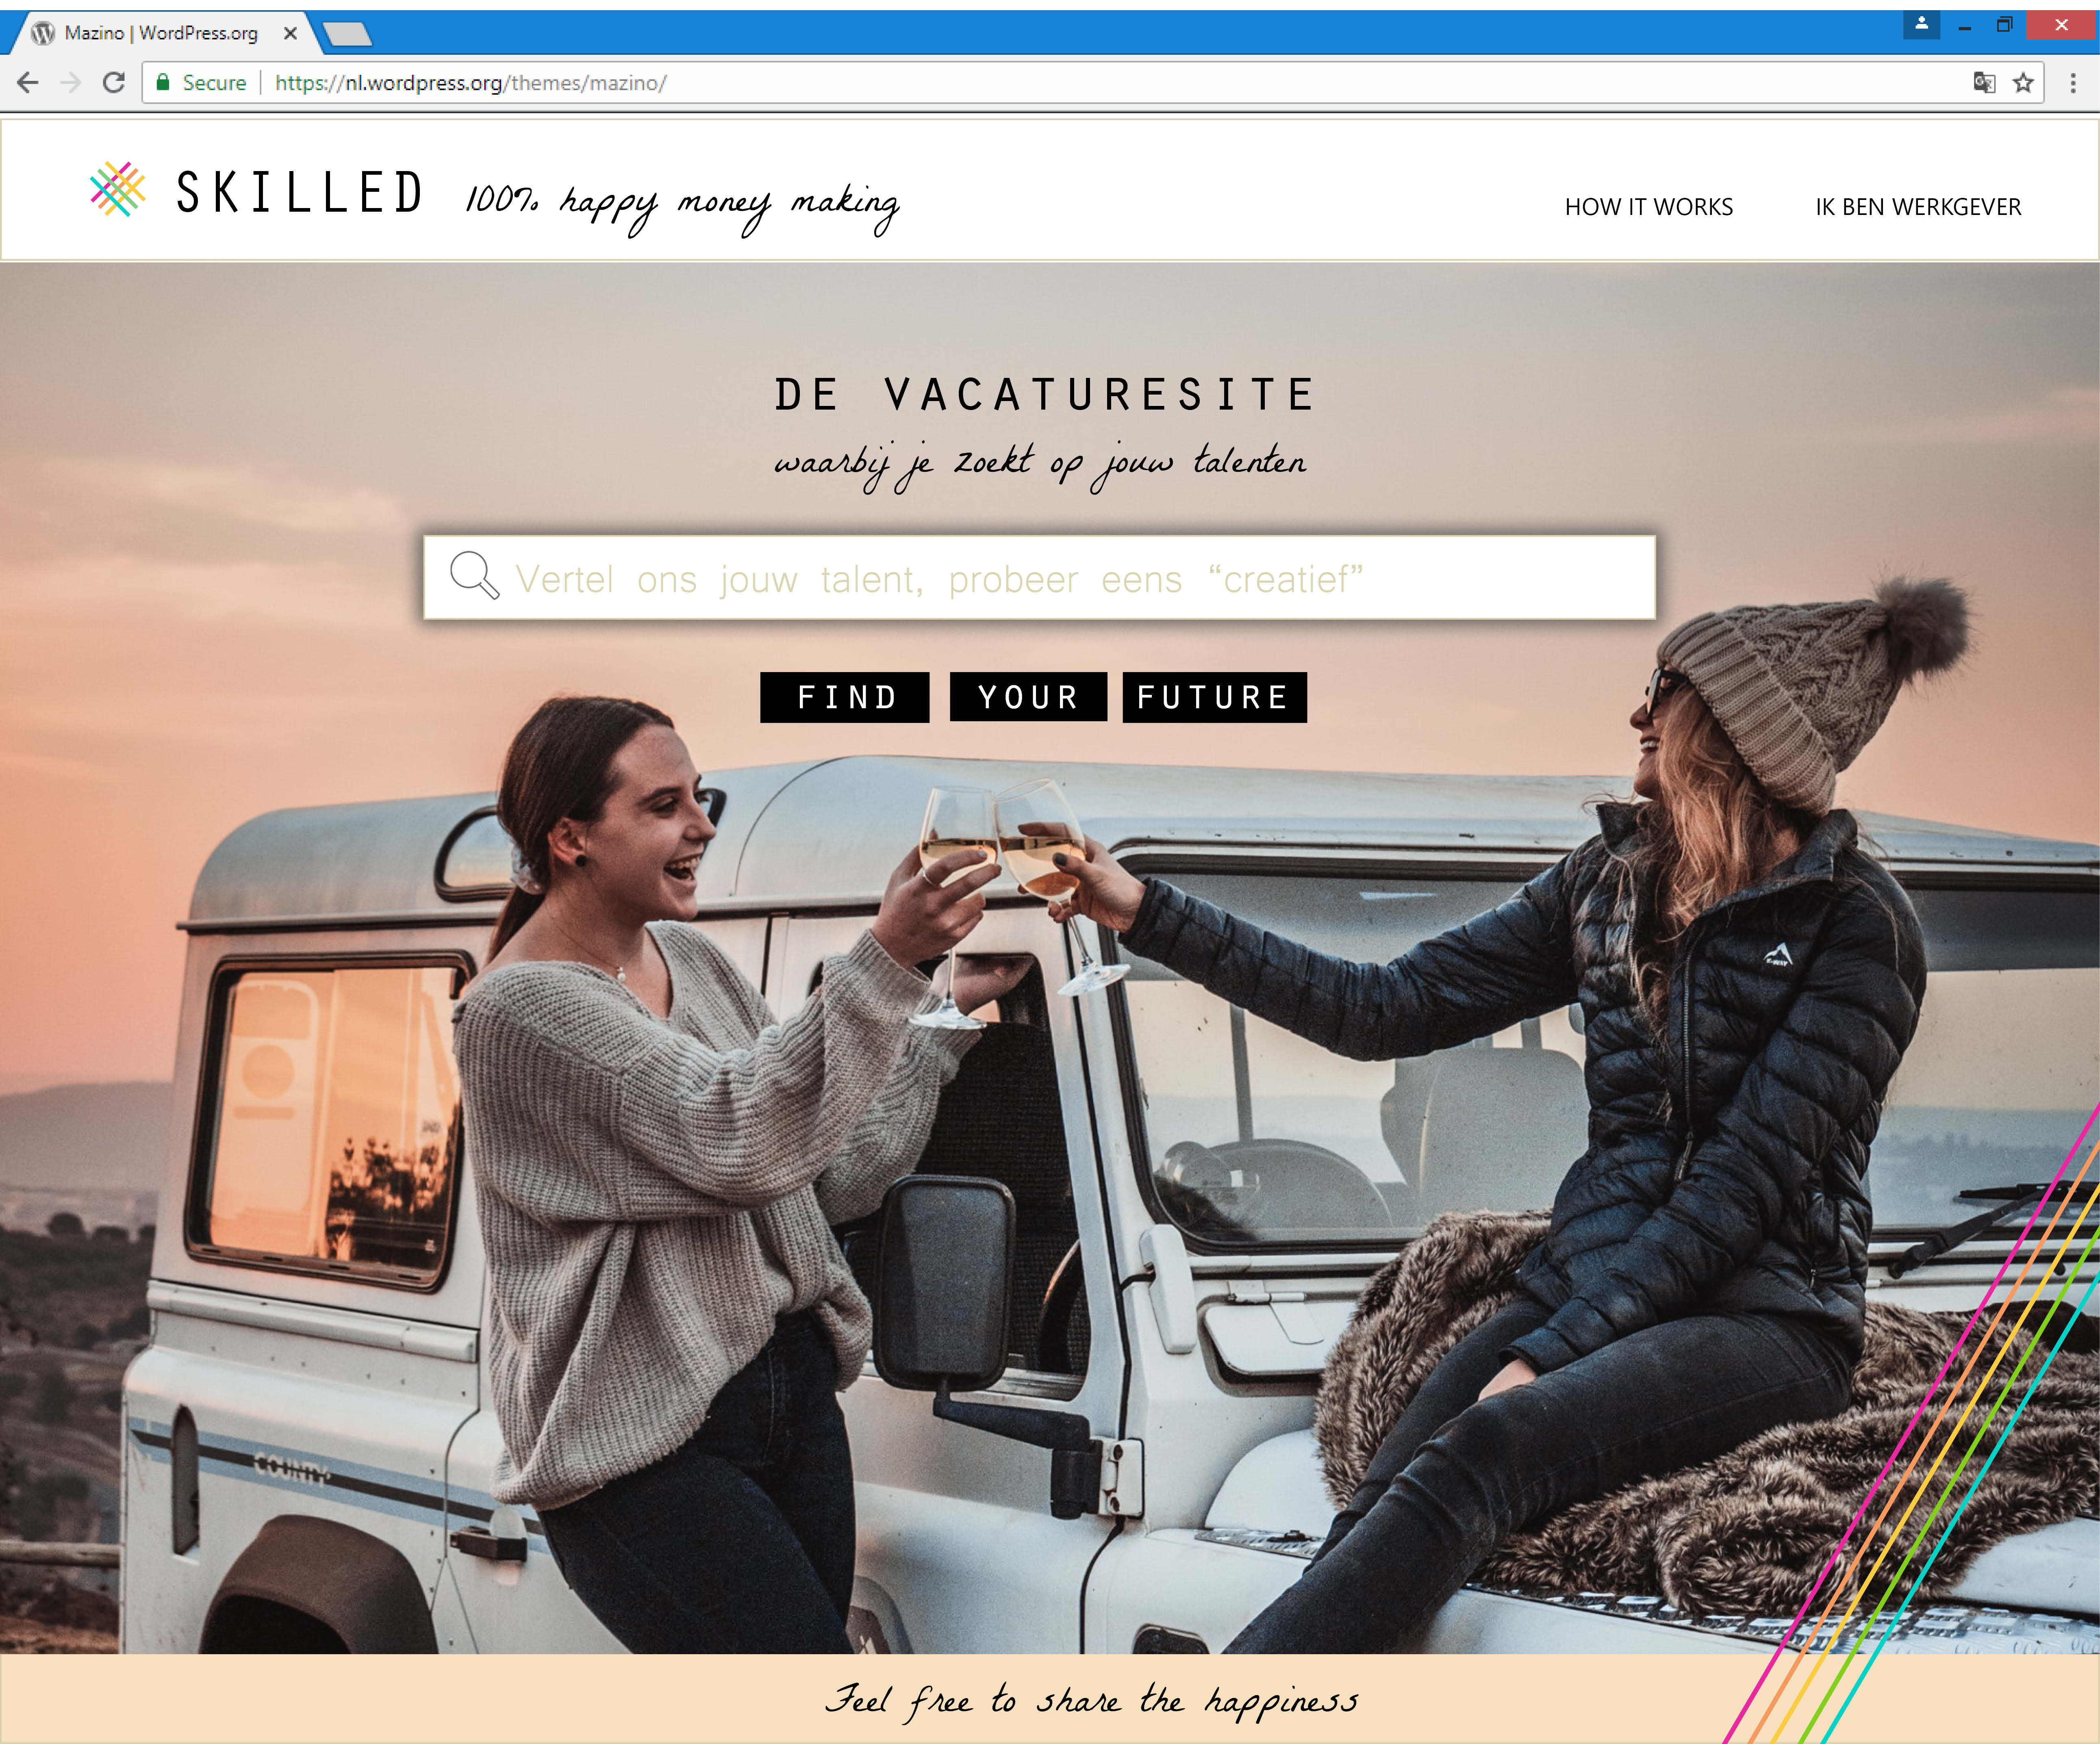 Mazino | WordPress.org
Secure https://nl.wordpress.org/themes/mazino/
SKILLED 100% happy money making
HOW IT WORKS IK BEN WERKGEVER
DE VACATURESITE
waarbij je zoekt op jouw talenten
Vertel ons jouw talent, probeer eens “creatief”
FIND YOUR FUTURE
K-WAY
COUNTY
Feel free to share the happiness